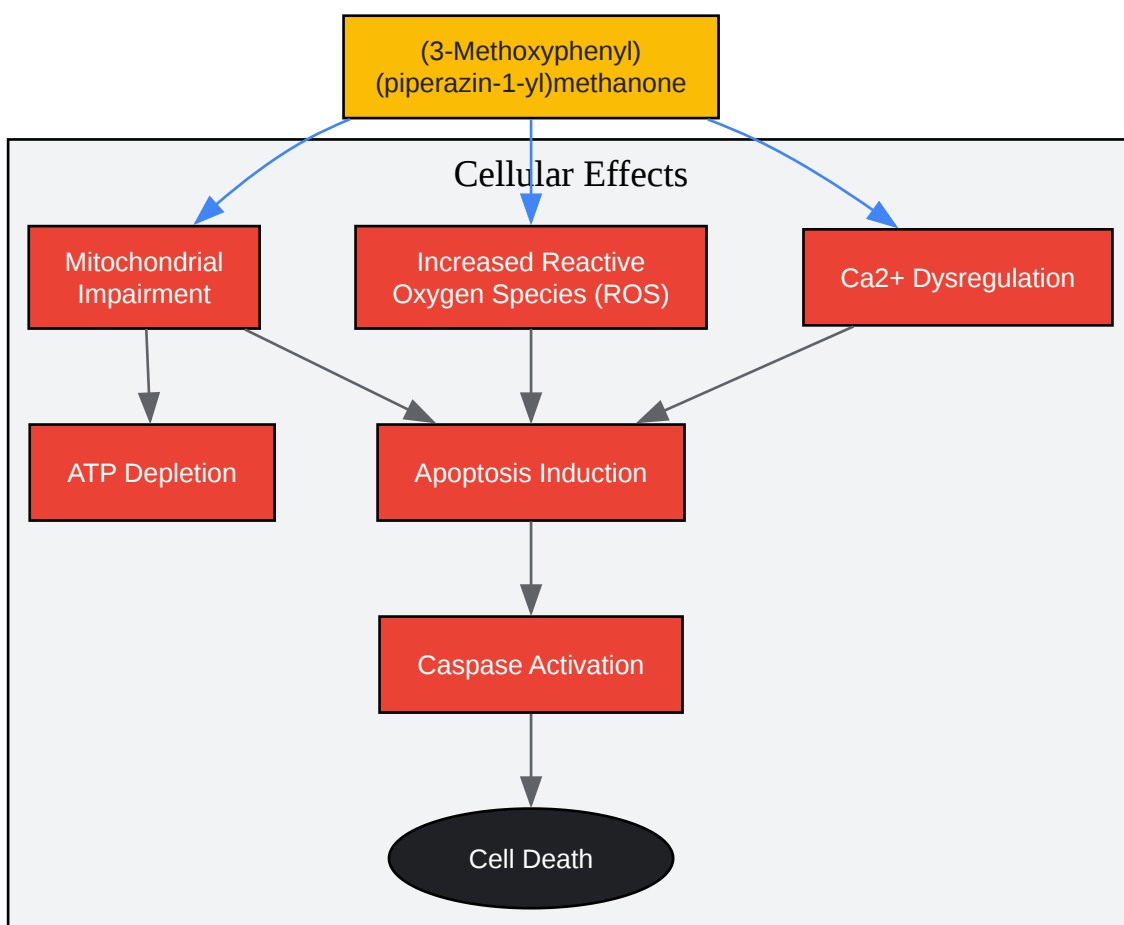 (3-Methoxyphenyl)
(piperazin-1-yl)methanone
Cellular Effects
Mitochondrial
Impairment
Increased Reactive
Oxygen Species (ROS)
Ca2+ Dysregulation
ATP Depletion
Apoptosis Induction
Caspase Activation
Cell Death